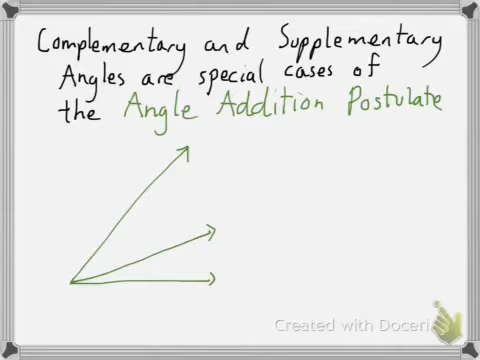 Complementary and Supplementary
Angles are special cases of
the Angle Addition Postulate
Created with Doceri